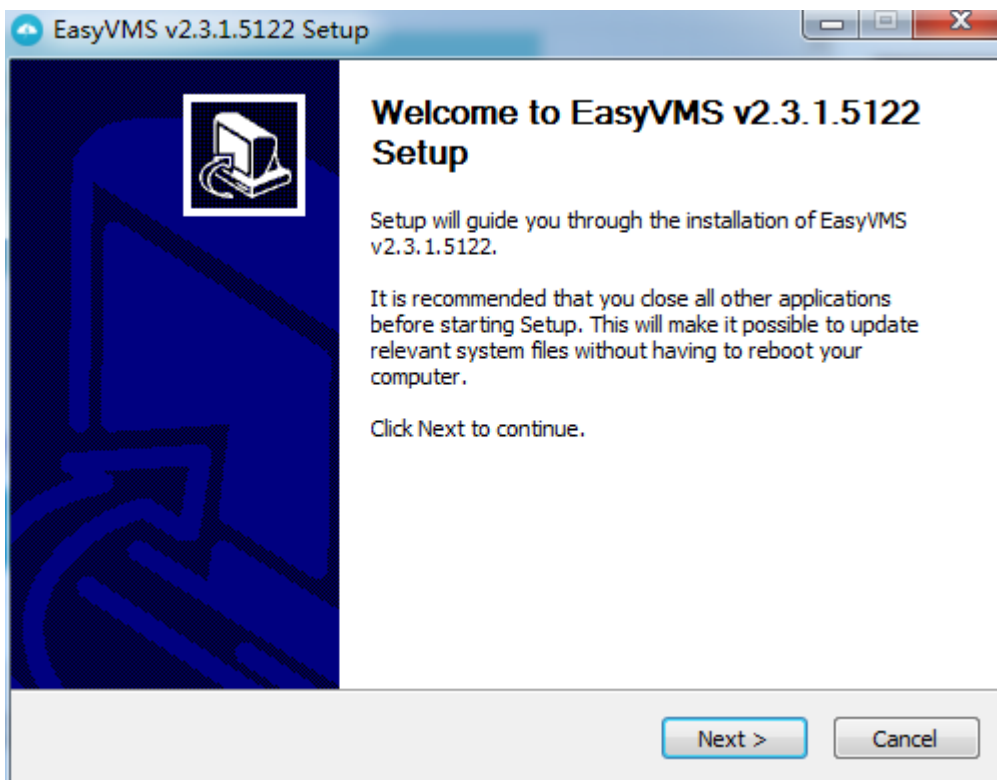 EasyVMS v2.3.1.5122 Setup
Welcome to EasyVMS v2.3.1.5122
Setup
Setup will guide you through the installation of EasyVMS
v2.3.1.5122.
It is recommended that you close all other applications
before starting Setup. This will make it possible to update
relevant system files without having to reboot your
computer.
Click Next to continue.
Next >
Cancel